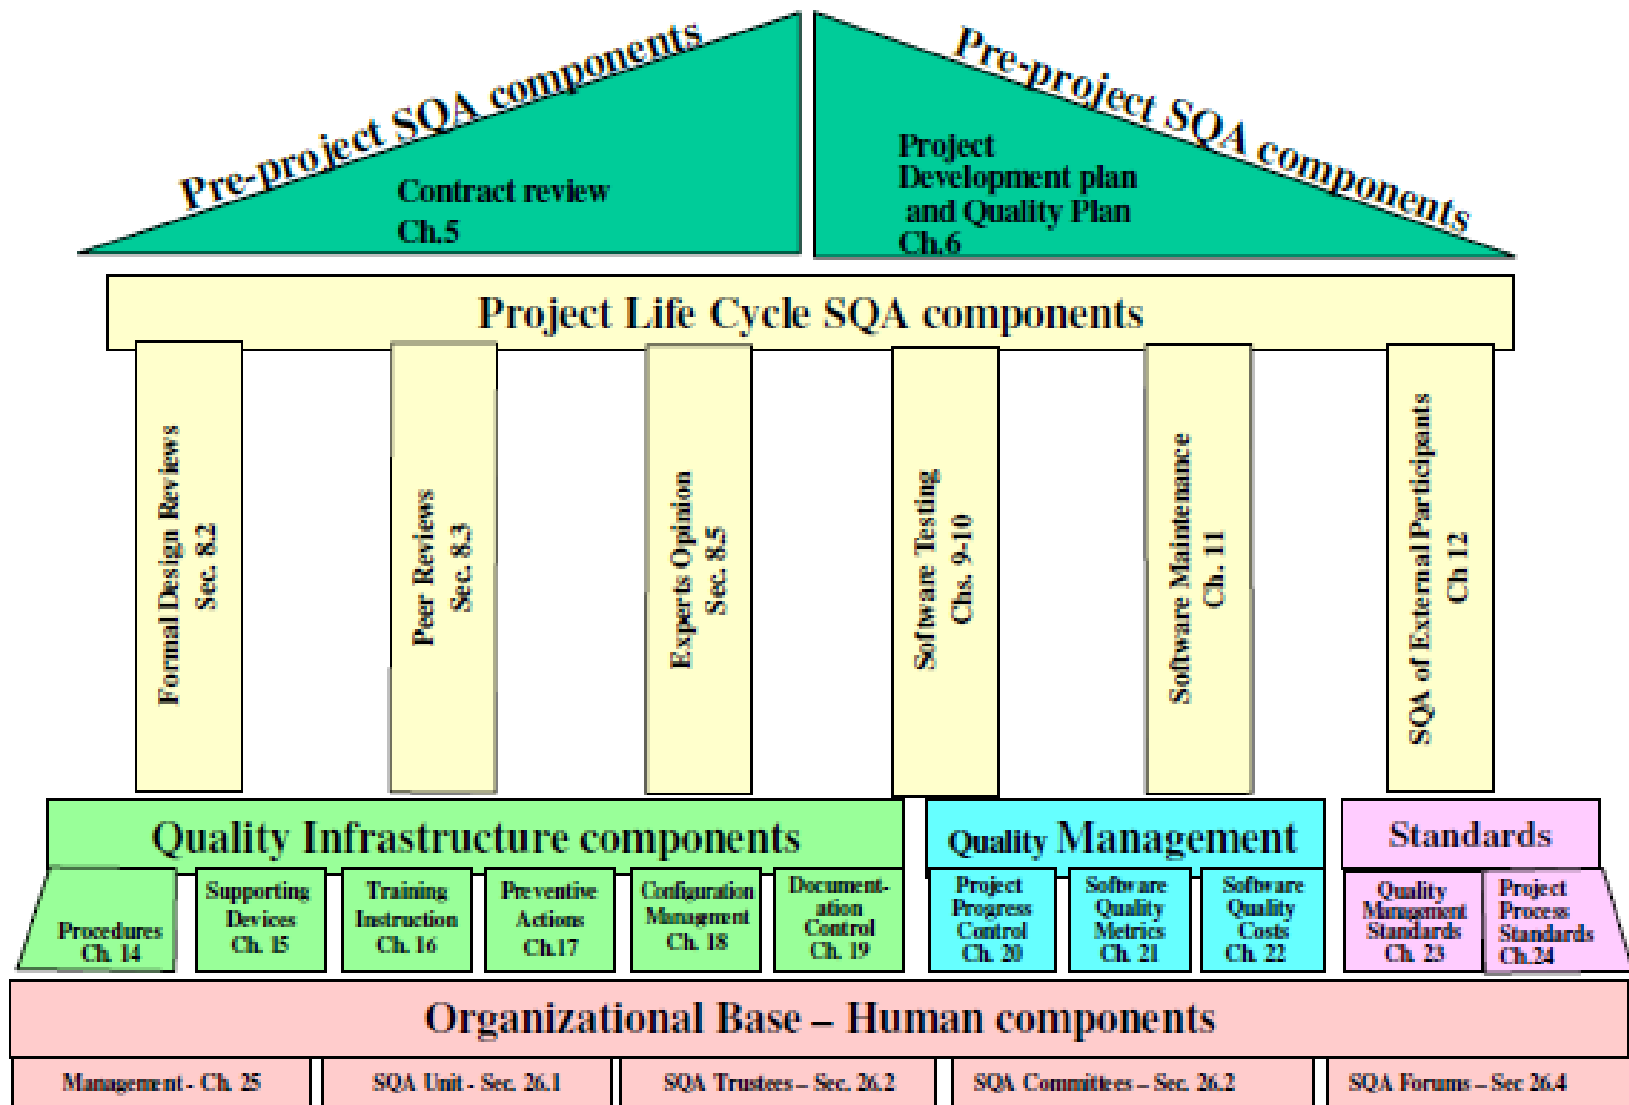 Pre-project SQA components
Contract review
Ch.5
Pre-project SQA components
Project
Development plan
and Quality Plan
Ch.6
Project Life Cycle SQA components
Formal Design Reviews
Sec. 8.2
Peer Reviews
Sec. 8.3
Experts Opinion
Sec. 8.5
Software Testing
Chs. 9-10
Software Maintenance
Ch. 11
SQA of External Participants
Ch 12
Quality Infrastructure components
Procedures
Ch. 14
Supporting
Devices
Ch. 15
Training
Instruction
Ch. 16
Preventive
Actions
Ch.17
Configuration
Management
Ch. 18
Document-
ation
Control
Ch. 19
Quality Management
Project
Progress
Control
Ch. 20
Software
Quality
Metrics
Ch. 21
Software
Quality
Costs
Ch. 22
Standards
Quality
Management
Standards
Ch. 23
Project
Process
Standards
Ch.24
Organizational Base – Human components
Management - Ch. 25
SQA Unit - Sec. 26.1
SQA Trustees – Sec. 26.2
SQA Committees – Sec. 26.2
SQA Forums – Sec 26.4